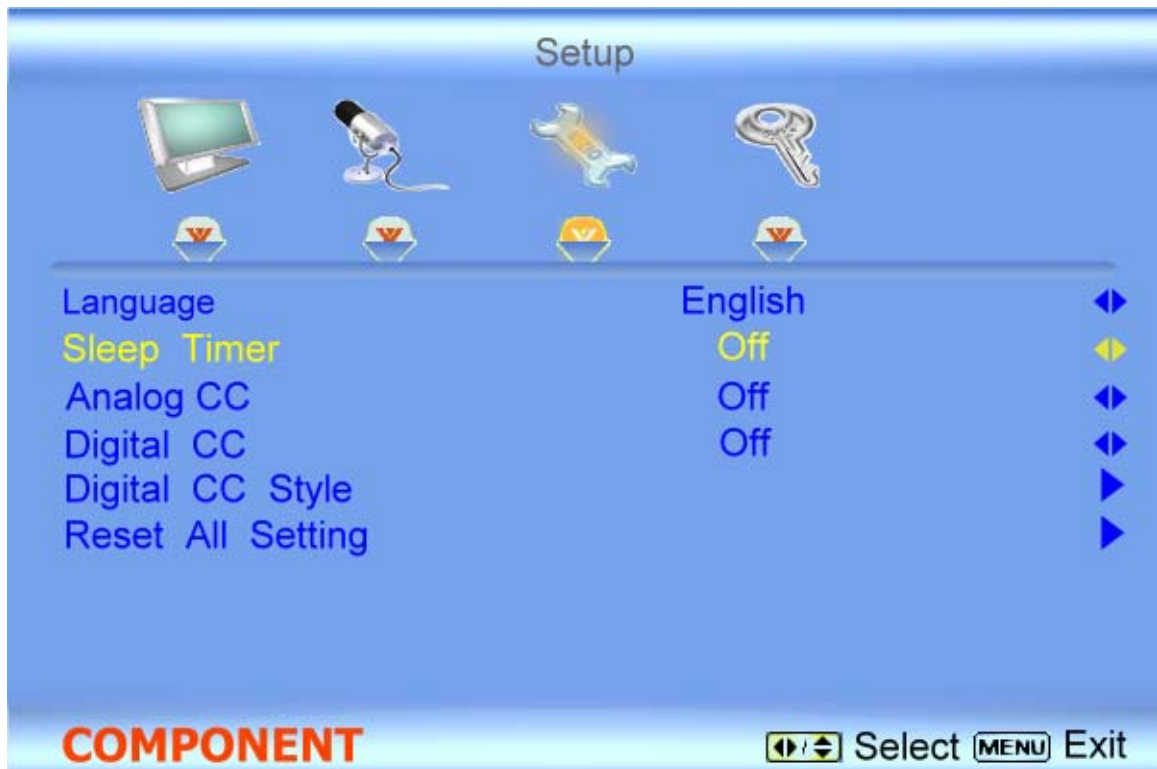 Setup
Language English
Sleep Timer Off
Analog CC Off
Digital CC Off
Digital CC Style
Reset All Setting
COMPONENT Select MENU Exit